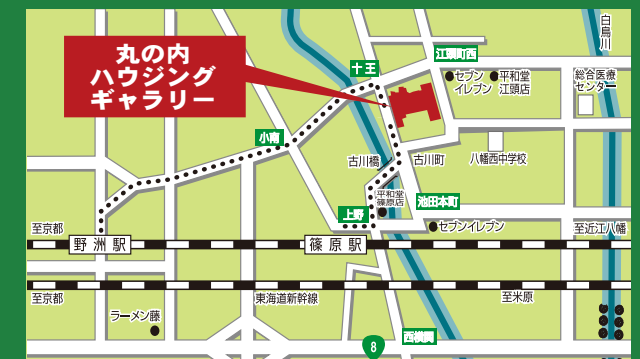 白鳥川
丸の内
ハウジング
ギャラリー
江頭町西
十王
セブン
イレブン
平和堂
江頭店
総合医療
センター
小南
古川橋
古川町
八幡西中学校
平和堂
篠原店
池田本町
上野
セブンイレブン
至京都
至近江八幡
野洲駅
篠原駅
至京都
東海道新幹線
至米原
ラーメン藤
西横関
8